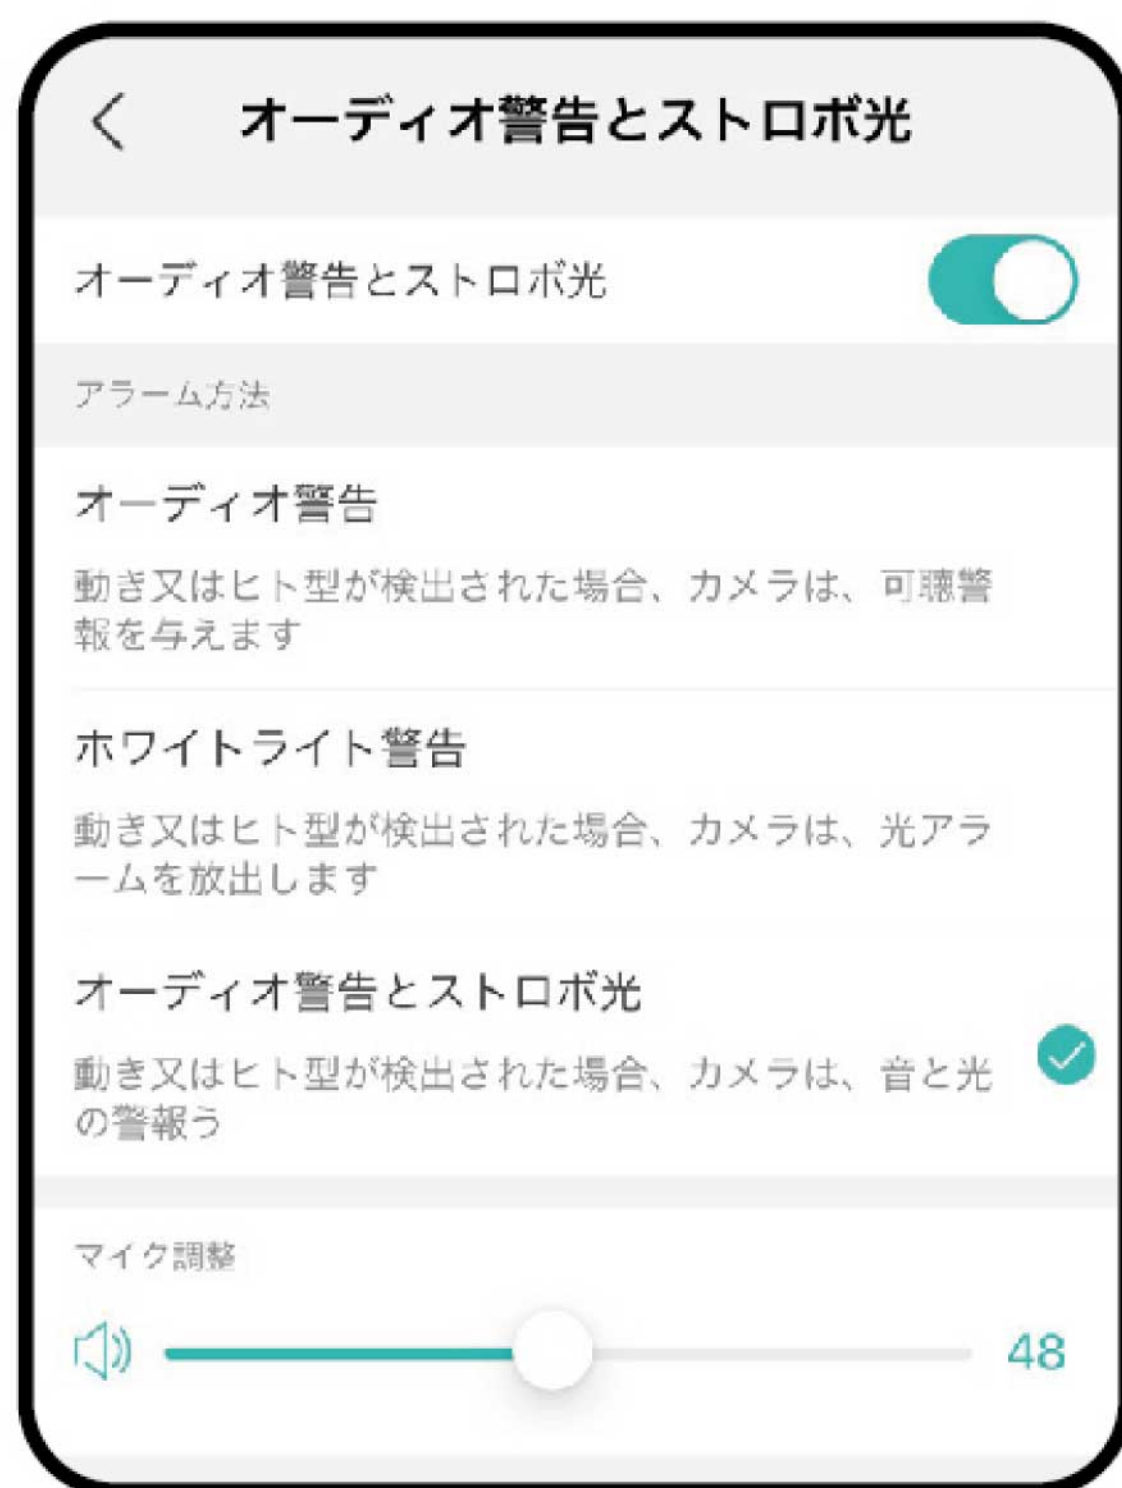 オーディオ警告とストロボ光
オーディオ警告とストロボ光
アラーム方法
オーディオ警告
動き又はヒト型が検出された場合、カメラは、可聴警
報を与えます
ホワイトライト警告
動き又はヒト型が検出された場合、カメラは、光アラ
ームを放出します
オーディオ警告とストロボ光
動き又はヒト型が検出された場合、カメラは、音と光
の警報う
マイク調整
48